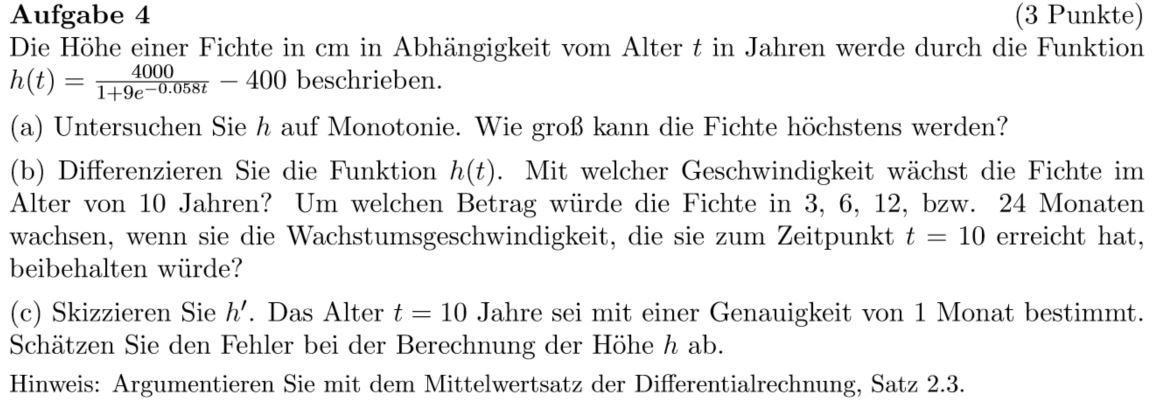 Aufgabe 4 (3 Punkte)
Die Höhe einer Fichte in cm in Abhängigkeit vom Alter t in Jahren werde durch die Funktion
h(t) = \frac{4000}{1+9e^{-0.058t}} − 400 beschrieben.
(a) Untersuchen Sie h auf Monotonie. Wie groß kann die Fichte höchstens werden?
(b) Differenzieren Sie die Funktion h(t). Mit welcher Geschwindigkeit wächst die Fichte im
Alter von 10 Jahren? Um welchen Betrag würde die Fichte in 3, 6, 12, bzw. 24 Monaten
wachsen, wenn sie die Wachstumsgeschwindigkeit, die sie zum Zeitpunkt t = 10 erreicht hat,
beibehalten würde?
(c) Skizzieren Sie h′. Das Alter t = 10 Jahre sei mit einer Genauigkeit von 1 Monat bestimmt.
Schätzen Sie den Fehler bei der Berechnung der Höhe h ab.
Hinweis: Argumentieren Sie mit dem Mittelwertsatz der Differentialrechnung, Satz 2.3.